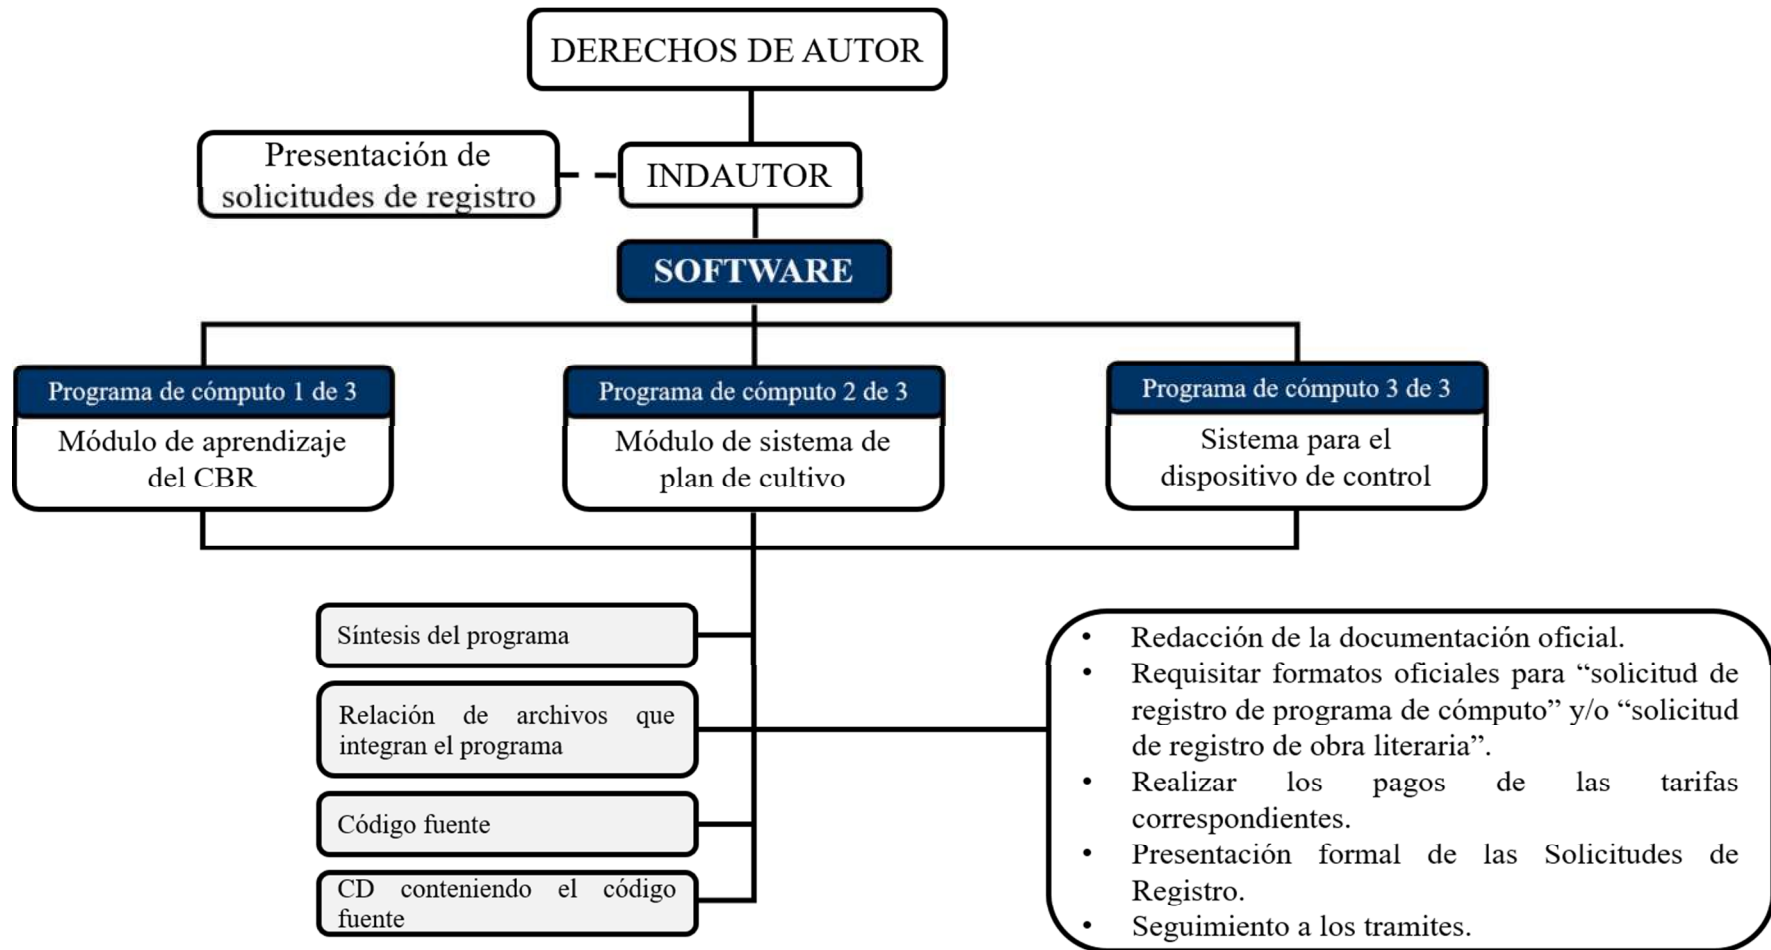 DERECHOS DE AUTOR
Presentación de
solicitudes de registro
INDAUTOR
SOFTWARE
Programa de cómputo 1 de 3
Módulo de aprendizaje
del CBR
Programa de cómputo 2 de 3
Módulo de sistema de
plan de cultivo
Programa de cómputo 3 de 3
Sistema para el
dispositivo de control
Síntesis del programa
Relación de archivos que
integran el programa
Código fuente
CD conteniendo el código
fuente
• Redacción de la documentación oficial.
• Requisitar formatos oficiales para “solicitud de
registro de programa de cómputo” y/o “solicitud
de registro de obra literaria”.
• Realizar los pagos de las tarifas
correspondientes.
• Presentación formal de las Solicitudes de
Registro.
• Seguimiento a los tramites.